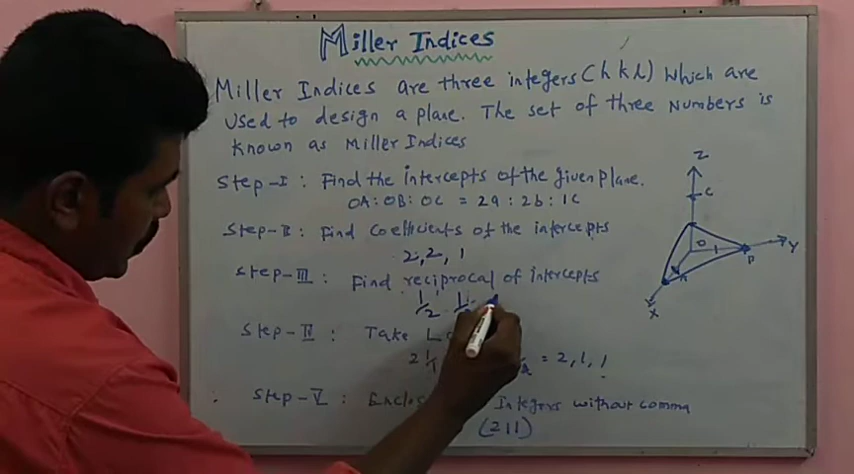 Miller Indices
Miller Indices are three integers (h k l) Which are
used to design a plane. The set of three Numbers is
known as Miller Indices
Step-I : Find the intercepts of the given plane.
OA : OB : OC = 2a : 2b : 1c
Step-II : Find Coefficients of the intercepts
2, 2, 1
Step-III : Find reciprocal of intercepts
1/2
Step-IV : Take
= 2, 1, 1
Step-V : Integers without comma
(211)
Z
C
O
Y
B
A
X